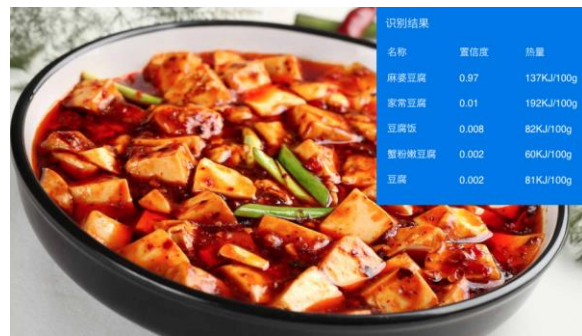 识别结果
名称 置信度 热量
麻婆豆腐 0.97 137KJ/100g
家常豆腐 0.01 192KJ/100g
豆腐饭 0.008 82KJ/100g
蟹粉嫩豆腐 0.002 60KJ/100g
豆腐 0.002 81KJ/100g